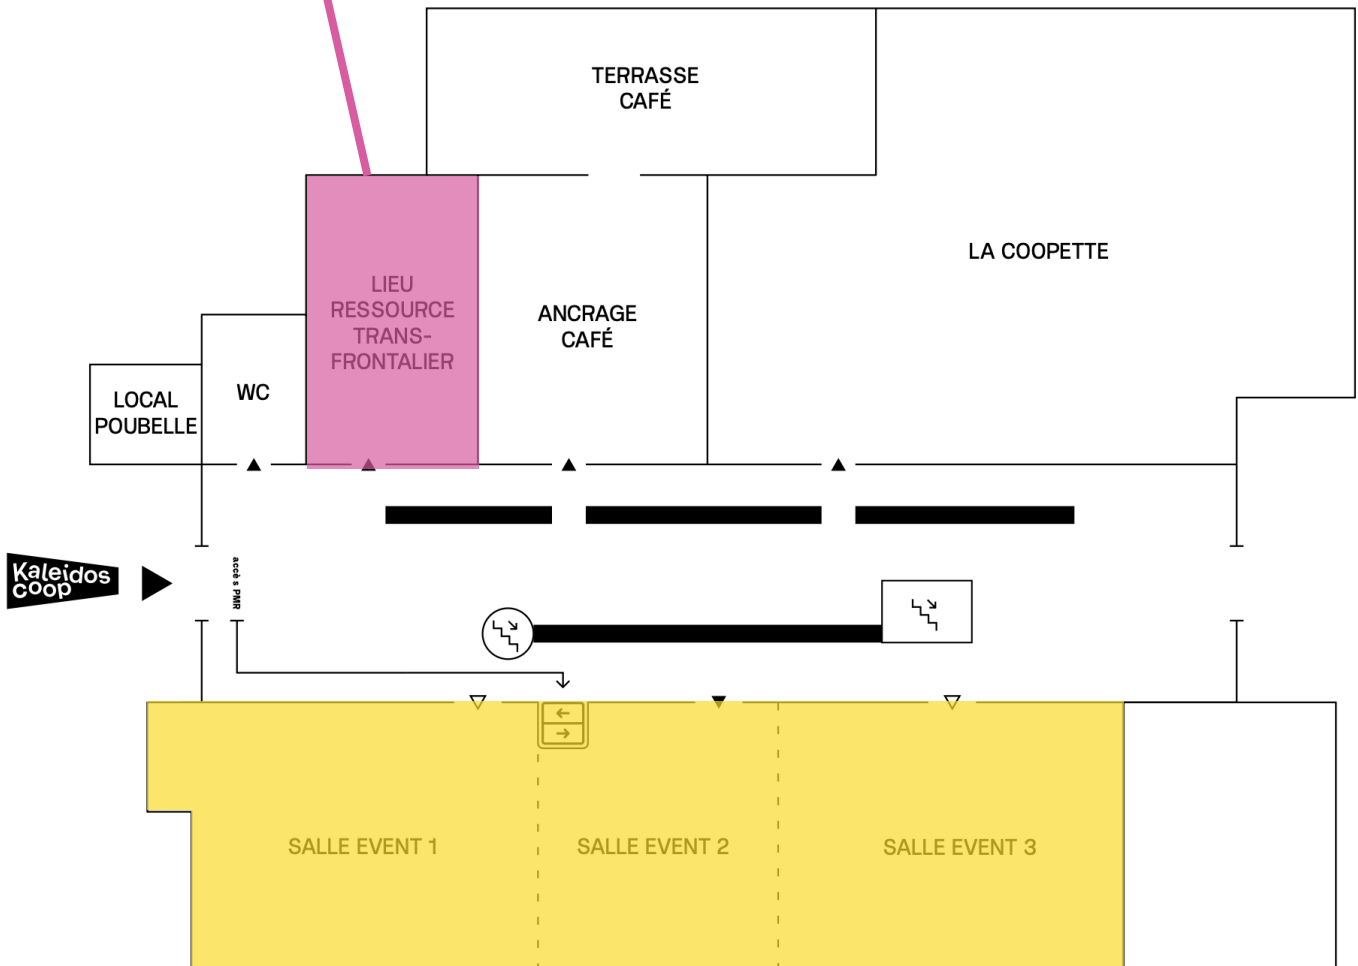 TERRASSE
CAFÉ
LA COOPETTE
LIEU
RESSOURCE
TRANS-
FRONTALIER
ANCRAGE
CAFÉ
WC
LOCAL
POUBELLE
Kaleidos
coop
accès PMR
SALLE EVENT 1
SALLE EVENT 2
SALLE EVENT 3